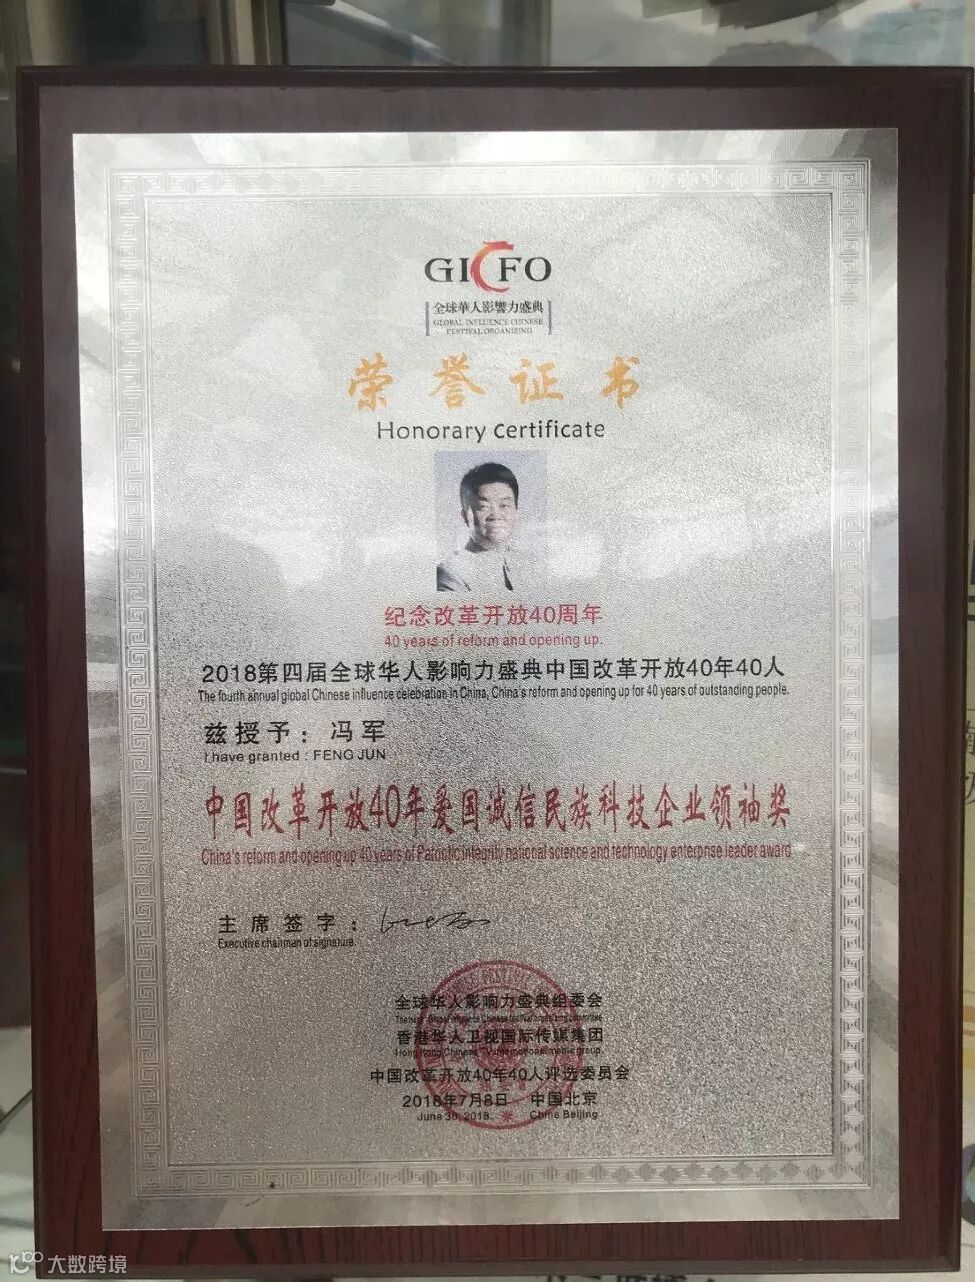 GICFO
全球華人影響力盛典
GLOBAL INFLUENCE CHINESE
FESTIVAL ORGANIZING
荣誉证书
Honorary certificate
纪念改革开放40周年
40 years of reform and opening up.
2018第四届全球华人影响力盛典中国改革开放40年40人
The fourth annual global Chinese influence celebration in China, China's reform and opening up for 40 years of outstanding people.
兹授予：冯军
I have granted : FENG JUN
中国改革开放40年爱国诚信民族科技企业领袖奖
China's reform and opening up 40 years of Patriotic integrity national science and technology enterprise leader award
主席签字：
Executive chairman of signature.
全球华人影响力盛典组委会
香港华人卫视国际传媒集团
Hong Kong Chinese TV international media group.
中国改革开放40年40人评选委员会
2018年7月8日 中国北京
June 30, 2018. China Beijing
大数跨境